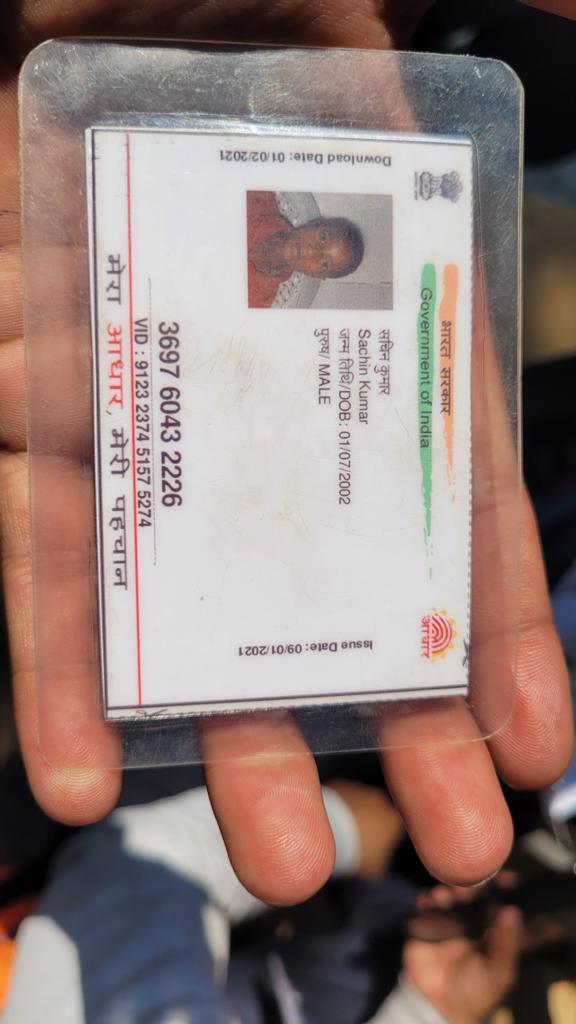 भारत सरकार
Government of India
Download Date: 01/02/2021
सचिन कुमार
Sachin Kumar
जन्म तिथि/DOB: 01/07/2002
पुरुष/ MALE
Issue Date: 09/01/2021
आधार
3697 6043 2226
VID : 9123 2374 5157 5274
मेरा आधार, मेरी पहचान